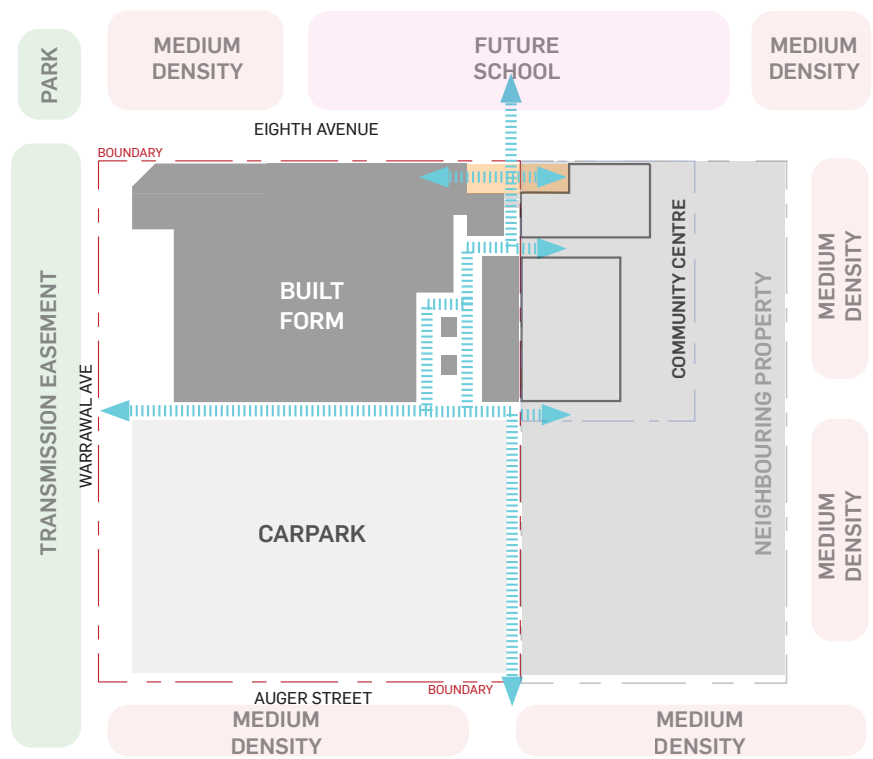 PARK
MEDIUM
DENSITY
FUTURE
SCHOOL
MEDIUM
DENSITY
EIGHTH AVENUE
BOUNDARY
TRANSMISSION EASEMENT
WARRAWAL AVE
BUILT
FORM
COMMUNITY CENTRE
NEIGHBOURING PROPERTY
MEDIUM
DENSITY
CARPARK
MEDIUM
DENSITY
BOUNDARY
AUGER STREET
MEDIUM
DENSITY
MEDIUM
DENSITY